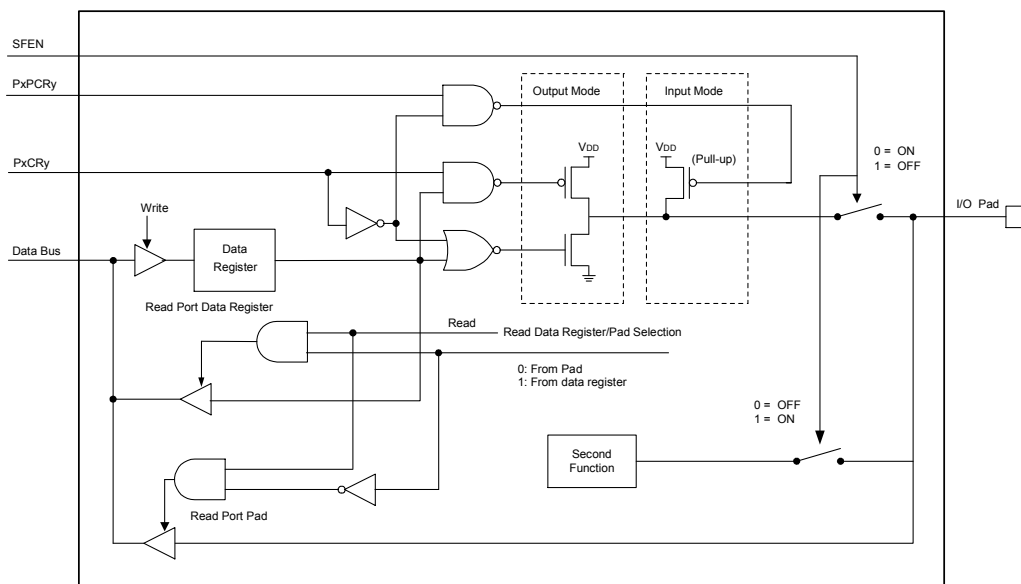 SFEN
PxPCRy
Output Mode
Input Mode
VDD
VDD
(Pull-up)
0 = ON
1 = OFF
PxCRy
I/O Pad
Write
Data Bus
Data
Register
Read Port Data Register
Read
Read Data Register/Pad Selection
0: From Pad
1: From data register
0 = OFF
1 = ON
Second
Function
Read Port Pad